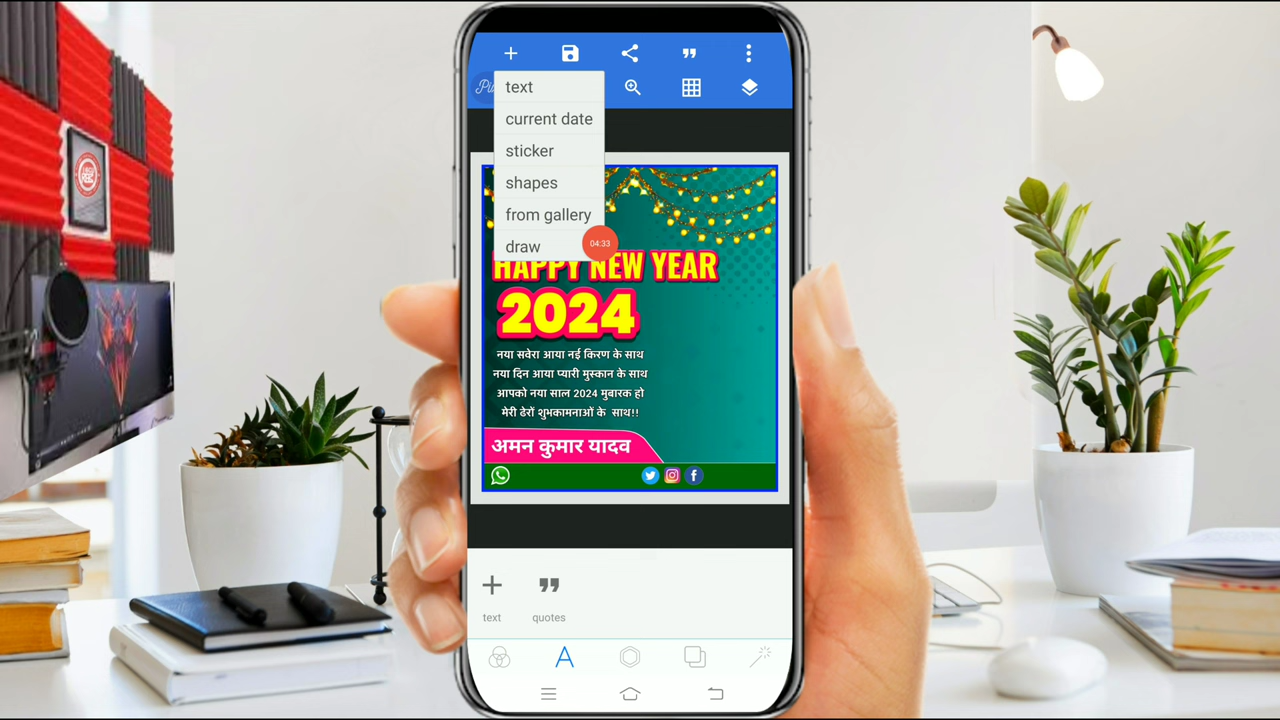 text
current date
sticker
shapes
from gallery
draw
04:33
HAPPY NEW YEAR
2024
नया सवेरा आया नई किरण के साथ
नया दिन आया प्यारी मुस्कान के साथ
आपको नया साल 2024 मुबारक हो
मेरी ढेरों शुभकामनाओं के साथ!!
अमन कुमार यादव
text
quotes